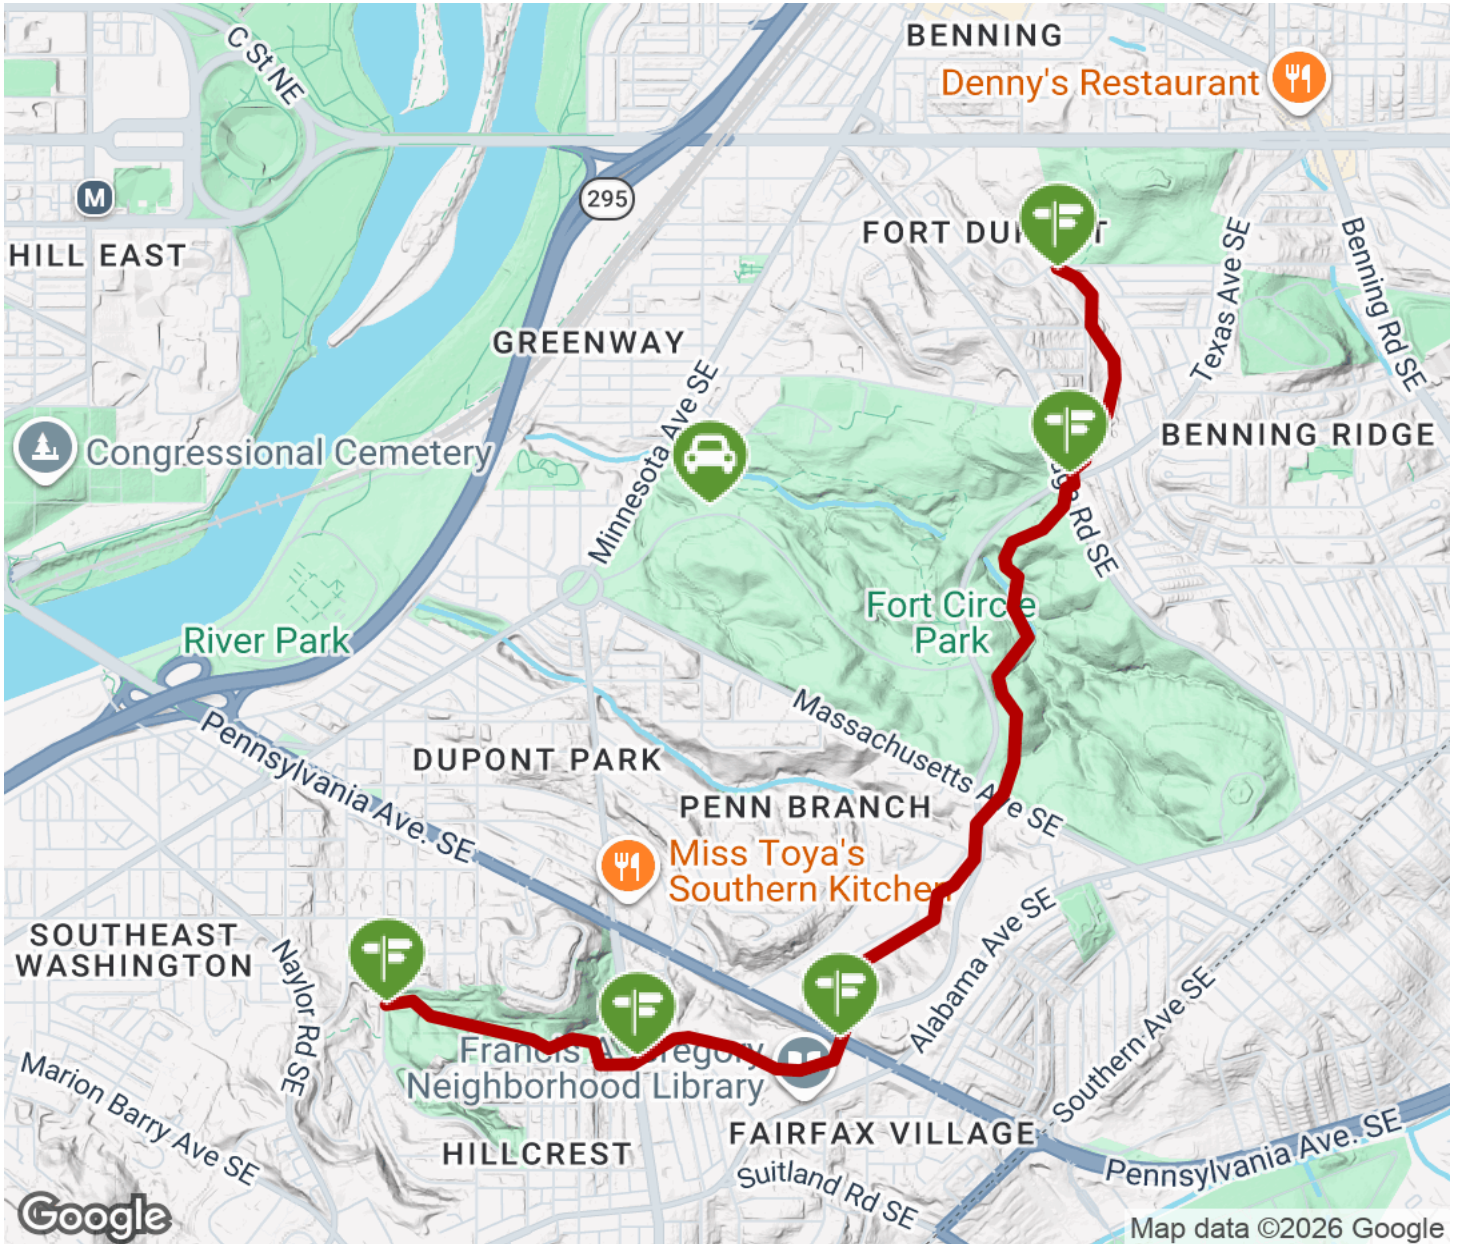 BENNING
Denny's Restaurant
C St NE
M
295
HILL EAST
FORT DU
T
Texas Ave SE
Benning Rd SE
GREENWAY
Minnesota Ave SE
Congressional Cemetery
BENNING RIDGE
Rd SE
Fort Circle
Park
River Park
Massachusetts Ave SE
Pennsylvania Ave. SE
DUPONT PARK
PENN BRANCH
Miss Toya's
Southern Kitchen
SOUTHEAST
WASHINGTON
Naylor Rd SE
Alabama Ave SE
Southern Ave SE
Francis A. Gregory
Neighborhood Library
Marion Barry Ave SE
HILLCREST
FAIRFAX VILLAGE
Suitland Rd SE
Pennsylvania Ave. SE
Google
Map data ©2026 Google